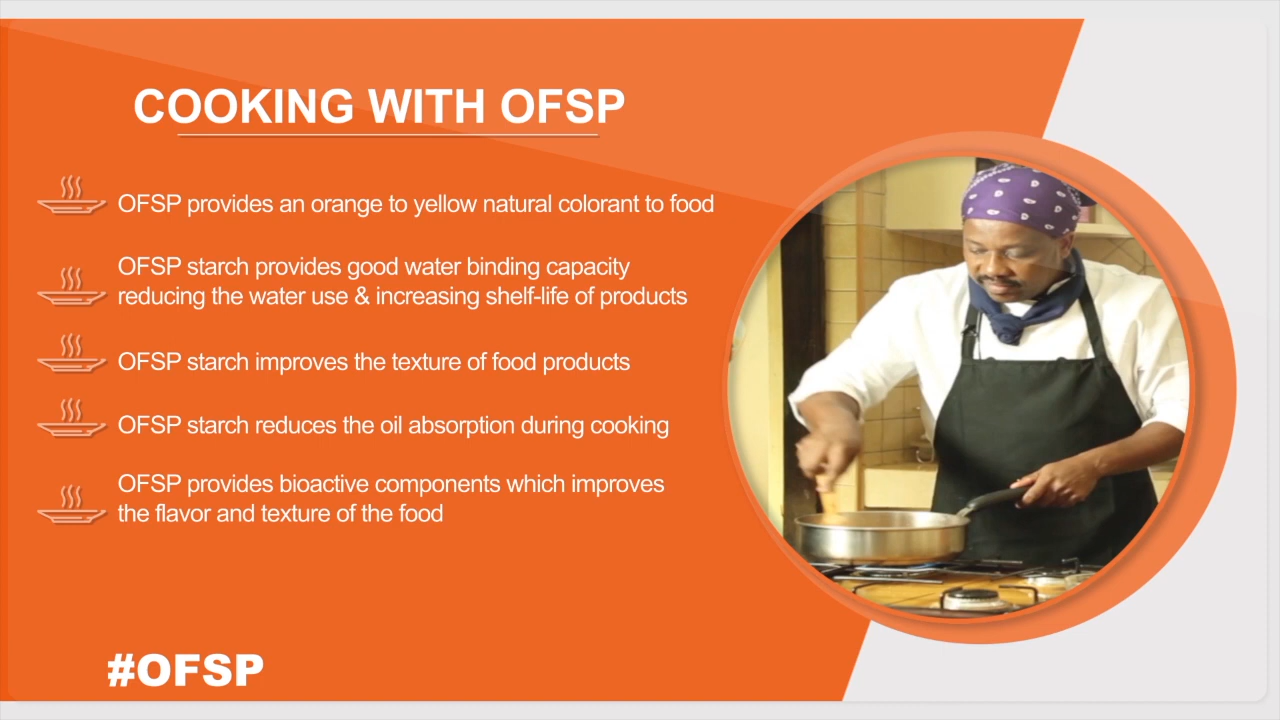 COOKING WITH OFSP
OFSP provides an orange to yellow natural colorant to food
OFSP starch provides good water binding capacity
reducing the water use & increasing shelf-life of products
OFSP starch improves the texture of food products
OFSP starch reduces the oil absorption during cooking
OFSP provides bioactive components which improves
the flavor and texture of the food
#OFSP